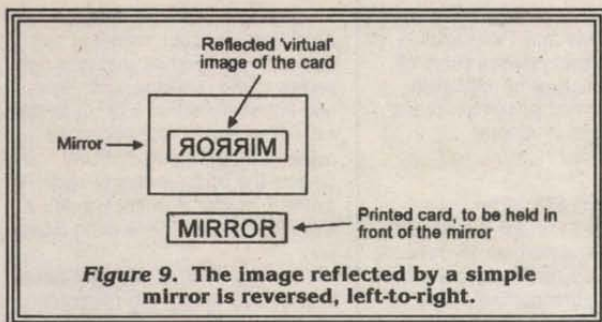 Reflected 'virtual'
image of the card
Mirror
ЯOЯЯIM
MIRROR
Printed card, to be held in
front of the mirror
Figure 9. The image reflected by a simple
mirror is reversed, left-to-right.